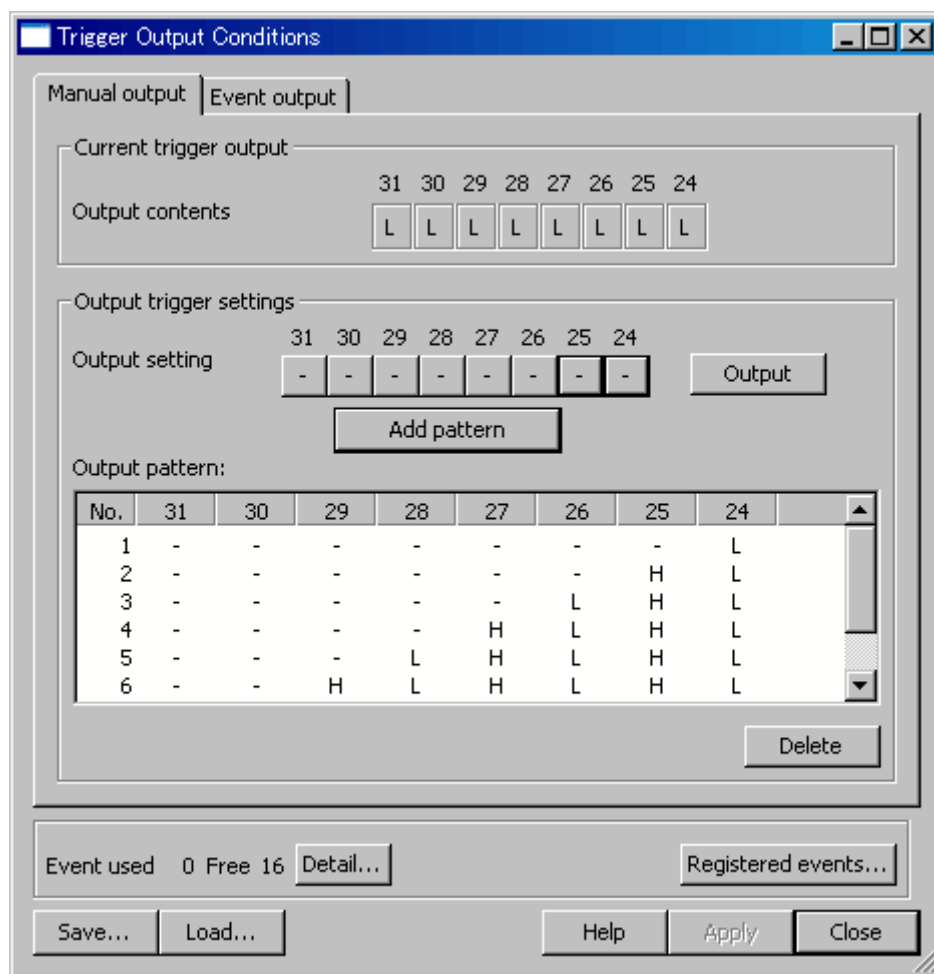 Trigger Output Conditions
Manual output Event output
Current trigger output
31 30 29 28 27 26 25 24
Output contents L L L L L L L L
Output trigger settings
31 30 29 28 27 26 25 24
Output setting - - - - - - - - Output
Add pattern
Output pattern:
No. 31 30 29 28 27 26 25 24
1 - - - - - - - L
2 - - - - - - H L
3 - - - - - L H L
4 - - - - H L H L
5 - - - L H L H L
6 - - H L H L H L
Delete
Event used 0 Free 16 Detail... Registered events...
Save... Load... Help Apply Close